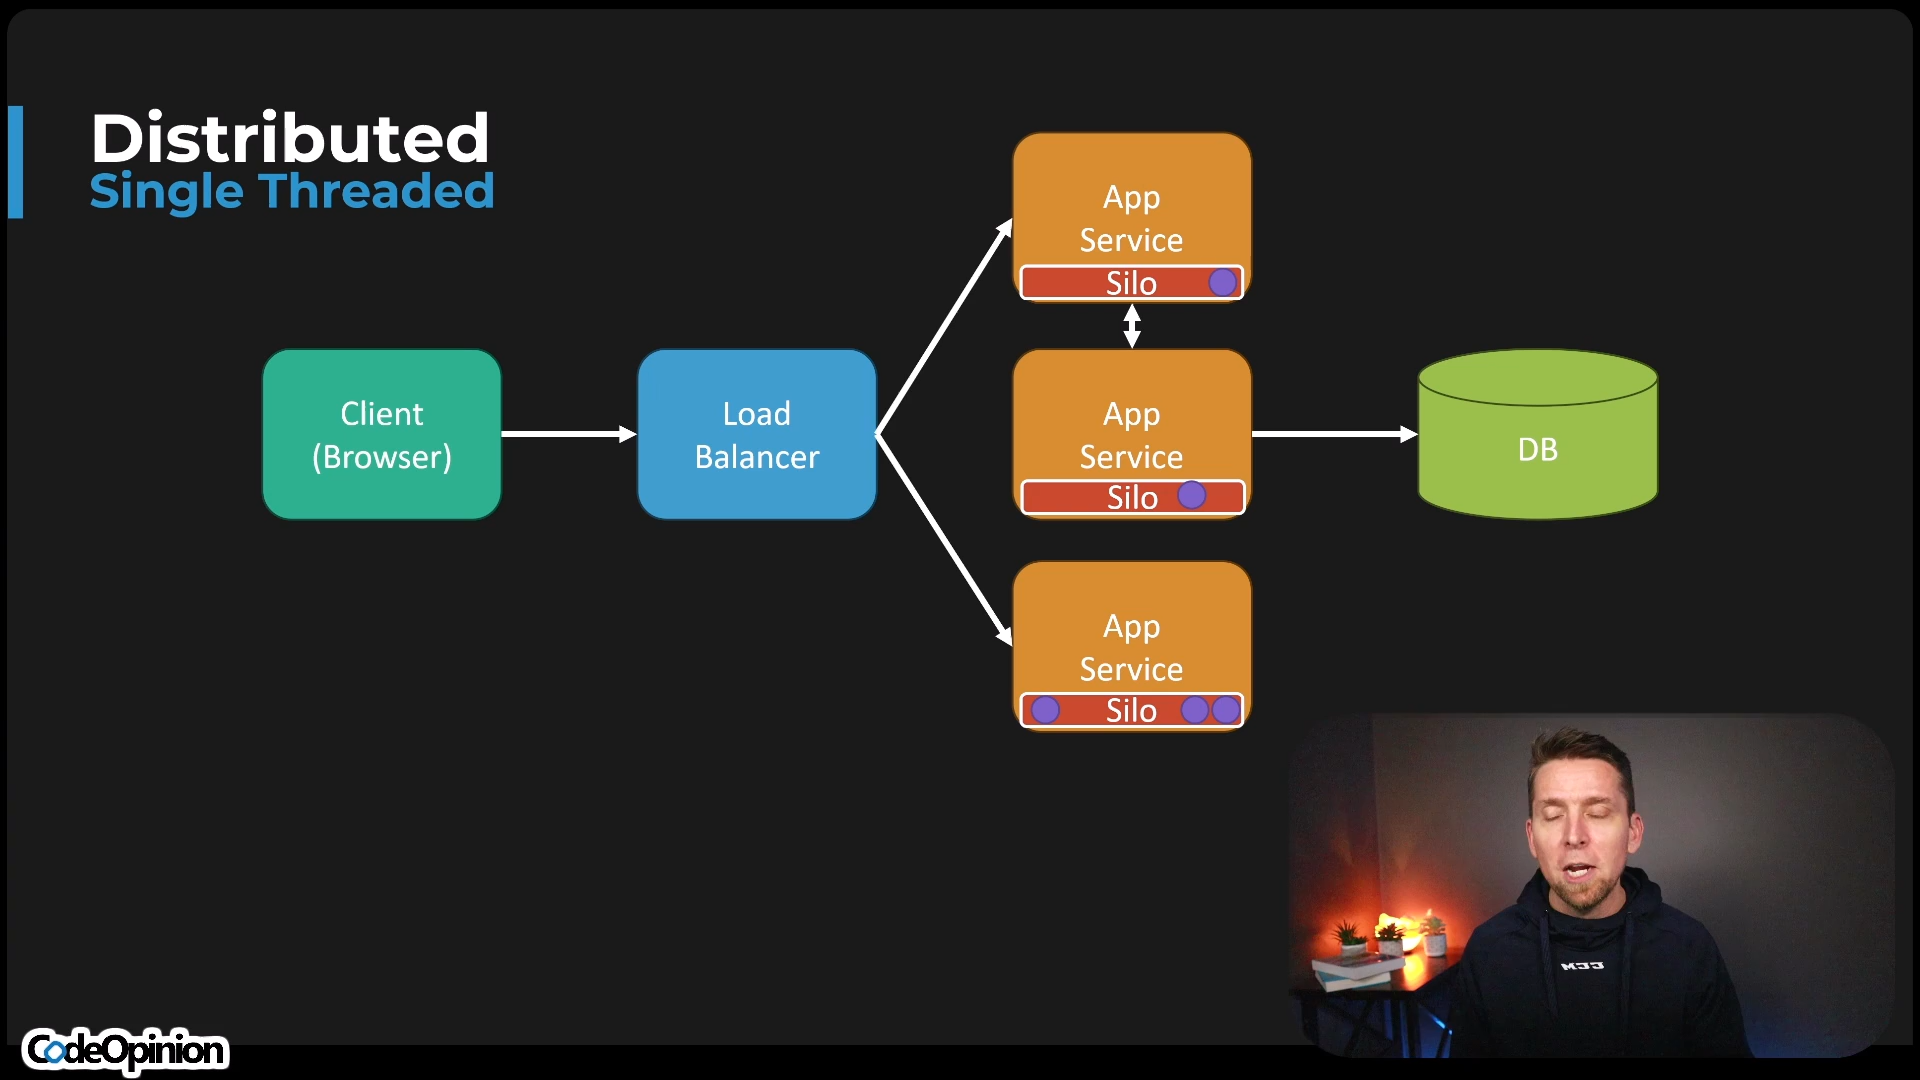 Distributed
Single Threaded
Client
(Browser)
Load
Balancer
App
Service
Silo
App
Service
Silo
App
Service
Silo
DB
CodeOpinion